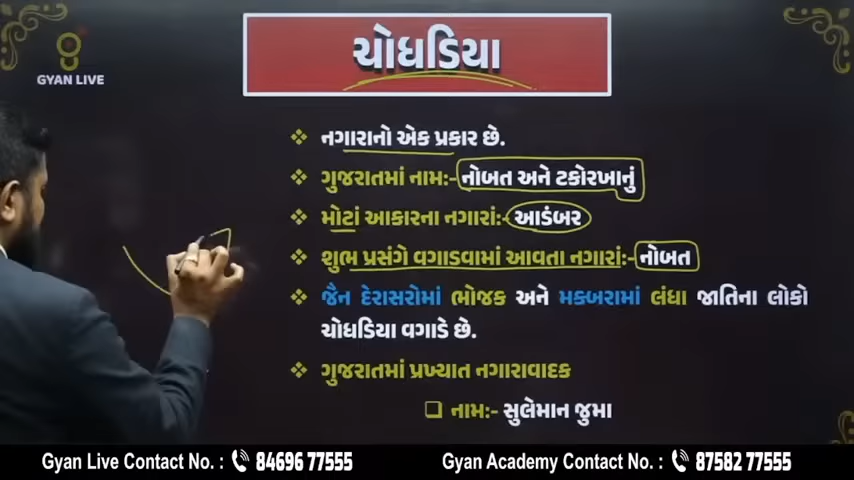 GYAN LIVE
ચોઘડિયા
❖ નગારાનો એક પ્રકાર છે.
❖ ગુજરાતમાં નામ:- નોબત અને ટકોરખાનું
❖ મોટાં આકારના નગારાં:- આડંબર
❖ શુભ પ્રસંગે વગાડવામાં આવતા નગારાં:- નોબત
❖ જૈન દેરાસરોમાં ભોજક અને મકબરામાં લંઘા જાતિના લોકો
ચોઘડિયા વગાડે છે.
❖ ગુજરાતમાં પ્રખ્યાત નગારાવાદક
❑ નામ:- સુલેમાન જુમા
Gyan Live Contact No. : 84696 77555
Gyan Academy Contact No. : 87582 77555